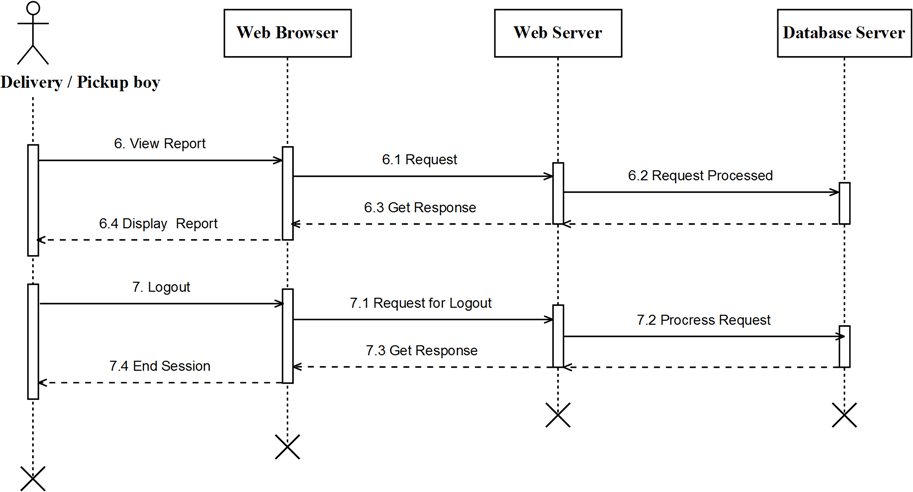 Web Browser
Web Server
Database Server
Delivery / Pickup boy
6. View Report
6.1 Request
6.2 Request Processed
6.3 Get Response
6.4 Display Report
7. Logout
7.1 Request for Logout
7.2 Procress Request
7.3 Get Response
7.4 End Session